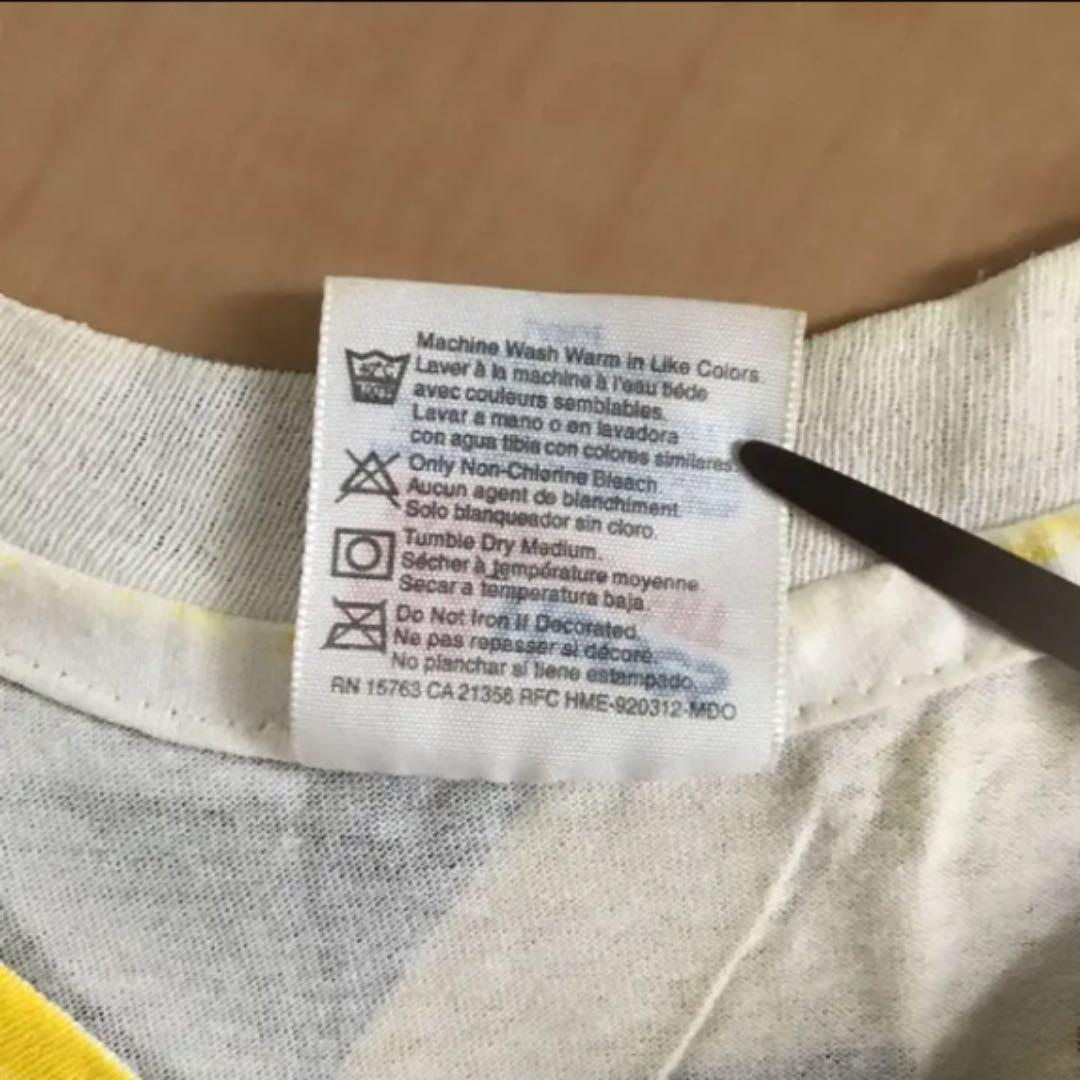 Machine Wash Warm in Like Colors
Laver à la machine à l'eau tiède
avec couleurs semblables.
Lavar a mano o en lavadora
con agua tibia con colores similares
40°C
Only Non-Chlorine Bleach
Aucun agent de blanchiment.
Solo blanqueador sin cloro.
Tumble Dry Medium.
Sécher à température moyenne
Secar a temperatura baja.
Do Not Iron If Decorated.
Ne pas repasser si décoré.
No planchar si tiene estampado.
RN 15763 CA 21356 RFC HME-920312-MDO